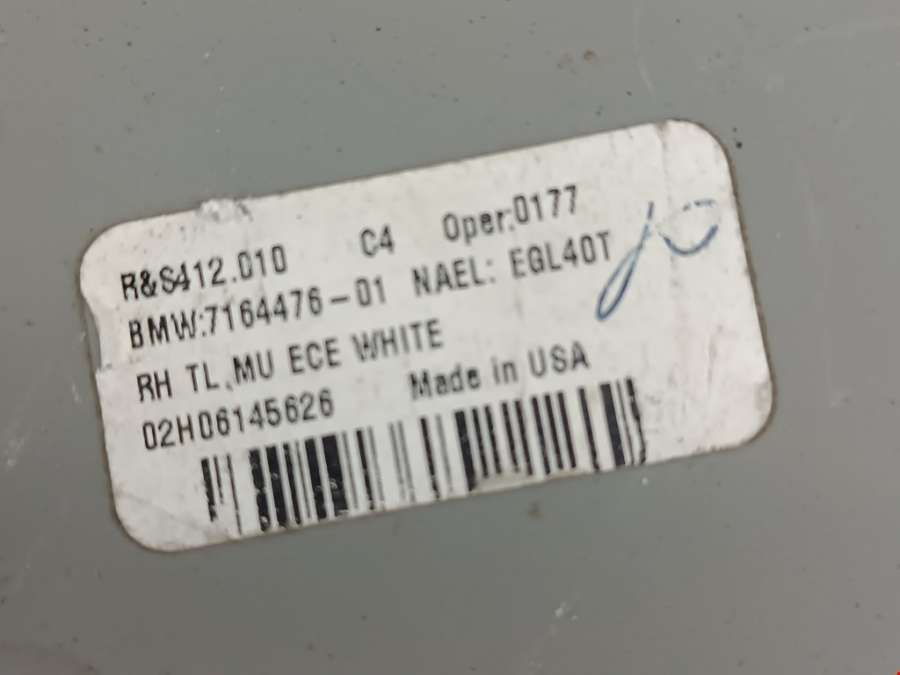 R&S412.010 C4 Oper:0177
BMW:7164476-01 NAEL: EGL40T
RH TL,MU ECE WHITE
02H06145626 Made in USA